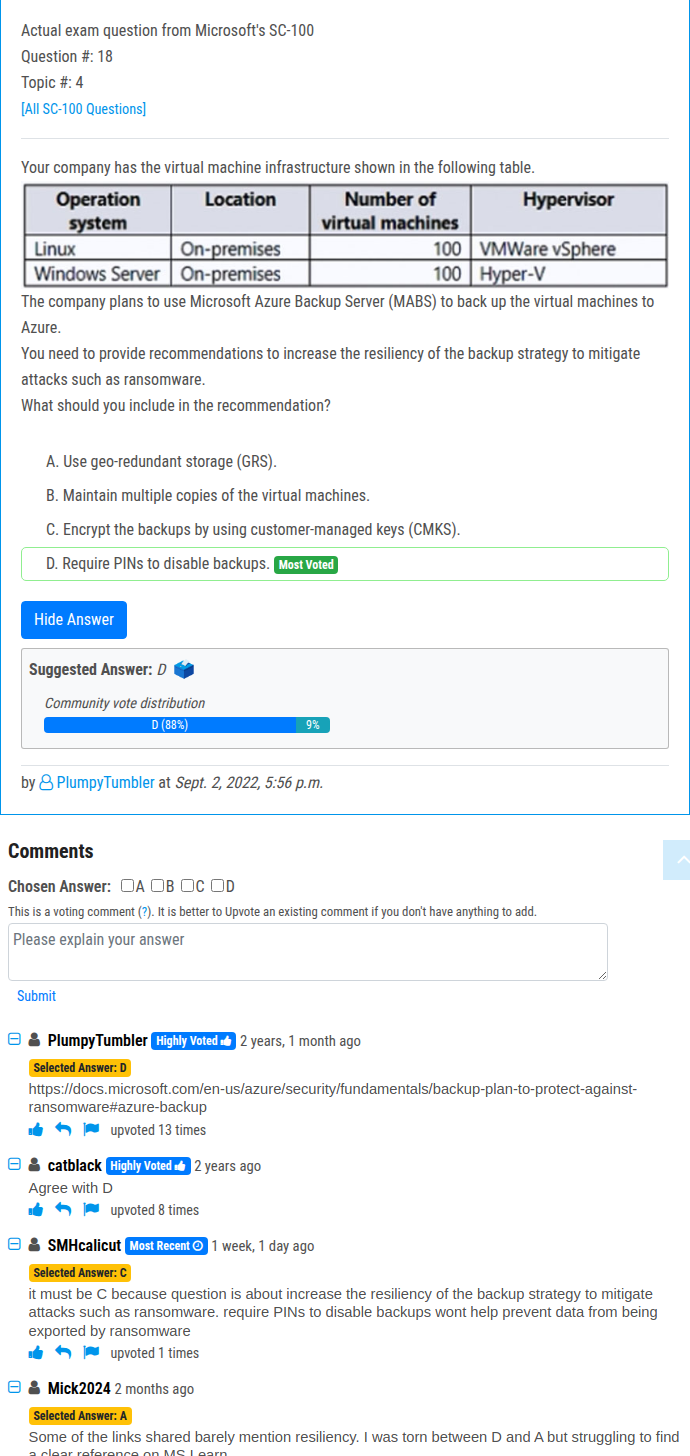 Actual exam question from Microsoft's SC-100
Question #: 18
Topic #: 4
[All SC-100 Questions]
Your company has the virtual machine infrastructure shown in the following table.
Operation system | Location | Number of virtual machines | Hypervisor
Linux | On-premises | 100 | VMWare vSphere
Windows Server | On-premises | 100 | Hyper-V
The company plans to use Microsoft Azure Backup Server (MABS) to back up the virtual machines to
Azure.
You need to provide recommendations to increase the resiliency of the backup strategy to mitigate
attacks such as ransomware.
What should you include in the recommendation?
A. Use geo-redundant storage (GRS).
B. Maintain multiple copies of the virtual machines.
C. Encrypt the backups by using customer-managed keys (CMKS).
D. Require PINs to disable backups. Most Voted
Hide Answer
Suggested Answer: D
Community vote distribution
D (88%) 9%
by PlumpyTumbler at Sept. 2, 2022, 5:56 p.m.
Comments
Chosen Answer: A B C D
This is a voting comment (?). It is better to Upvote an existing comment if you don't have anything to add.
Please explain your answer
Submit
PlumpyTumbler Highly Voted 2 years, 1 month ago
Selected Answer: D
https://docs.microsoft.com/en-us/azure/security/fundamentals/backup-plan-to-protect-against-
ransomware#azure-backup
upvoted 13 times
catblack Highly Voted 2 years ago
Agree with D
upvoted 8 times
SMHcalicut Most Recent 1 week, 1 day ago
Selected Answer: C
it must be C because question is about increase the resiliency of the backup strategy to mitigate
attacks such as ransomware. require PINs to disable backups wont help prevent data from being
exported by ransomware
upvoted 1 times
Mick2024 2 months ago
Selected Answer: A
Some of the links shared barely mention resiliency. I was torn between D and A but struggling to find
a clear reference on MS Learn